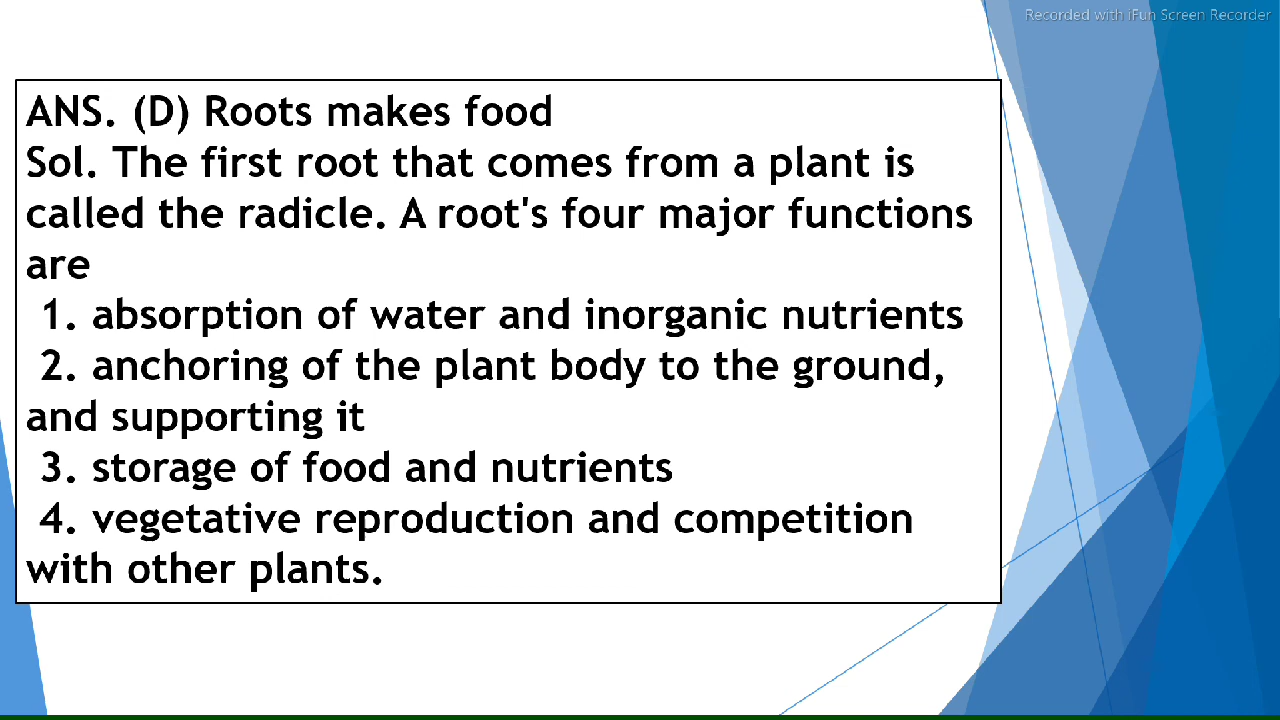 Recorded with iFun Screen Recorder
ANS. (D) Roots makes food
Sol. The first root that comes from a plant is
called the radicle. A root's four major functions
are
1. absorption of water and inorganic nutrients
2. anchoring of the plant body to the ground,
and supporting it
3. storage of food and nutrients
4. vegetative reproduction and competition
with other plants.